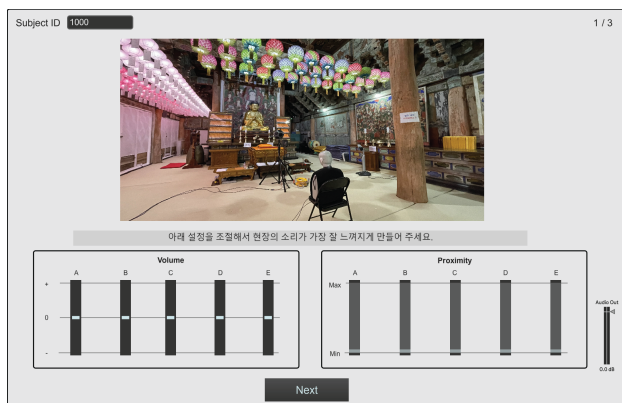 Subject ID 1000
1 / 3
아래 설정을 조절해서 현장의 소리가 가장 잘 느껴지게 만들어 주세요.
Volume
A B C D E
+
0
-
Proximity
A B C D E
Max
Min
Audio Out
0.0 dB
Next